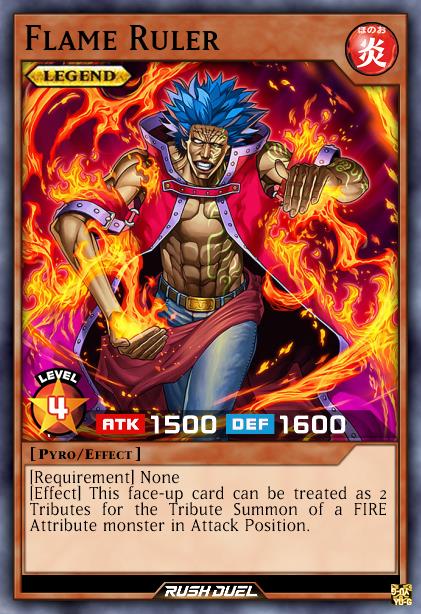 Flame Ruler
ほのお
炎
LEGEND
LEVEL
4
ATK 1500 DEF 1600
[Pyro/Effect]
[Requirement] None
[Effect] This face-up card can be treated as 2
Tributes for the Tribute Summon of a FIRE
Attribute monster in Attack Position.
RUSH DUEL